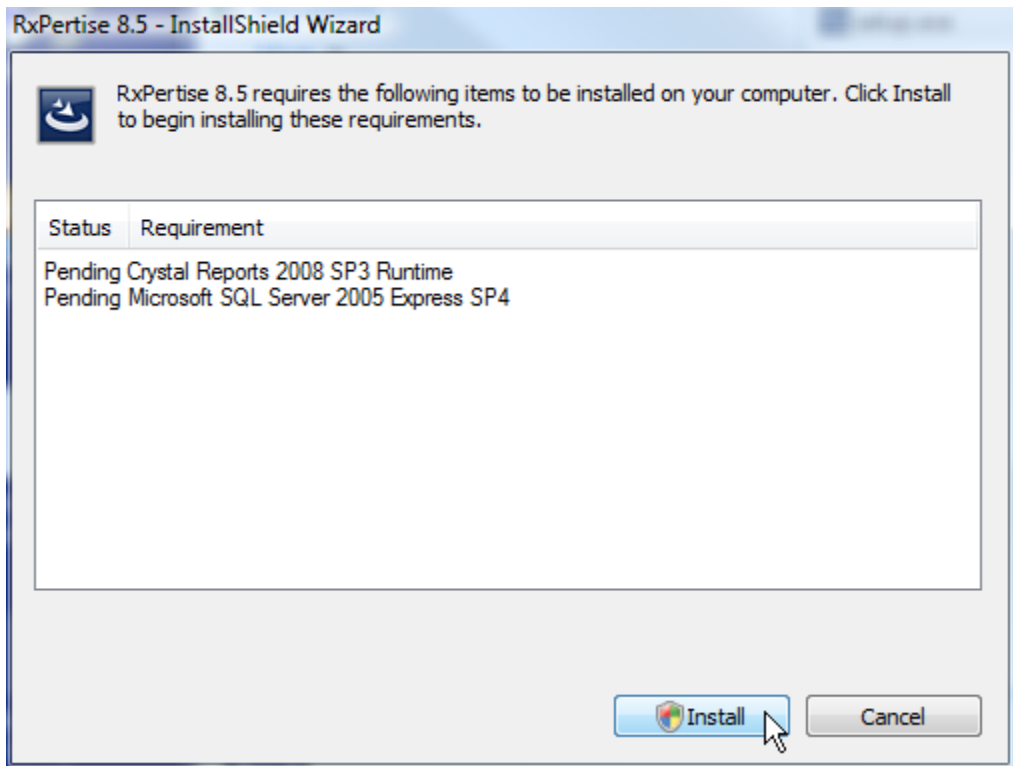 RxPertise 8.5 - InstallShield Wizard
RxPertise 8.5 requires the following items to be installed on your computer. Click Install
to begin installing these requirements.
Status Requirement
Pending Crystal Reports 2008 SP3 Runtime
Pending Microsoft SQL Server 2005 Express SP4
Install Cancel